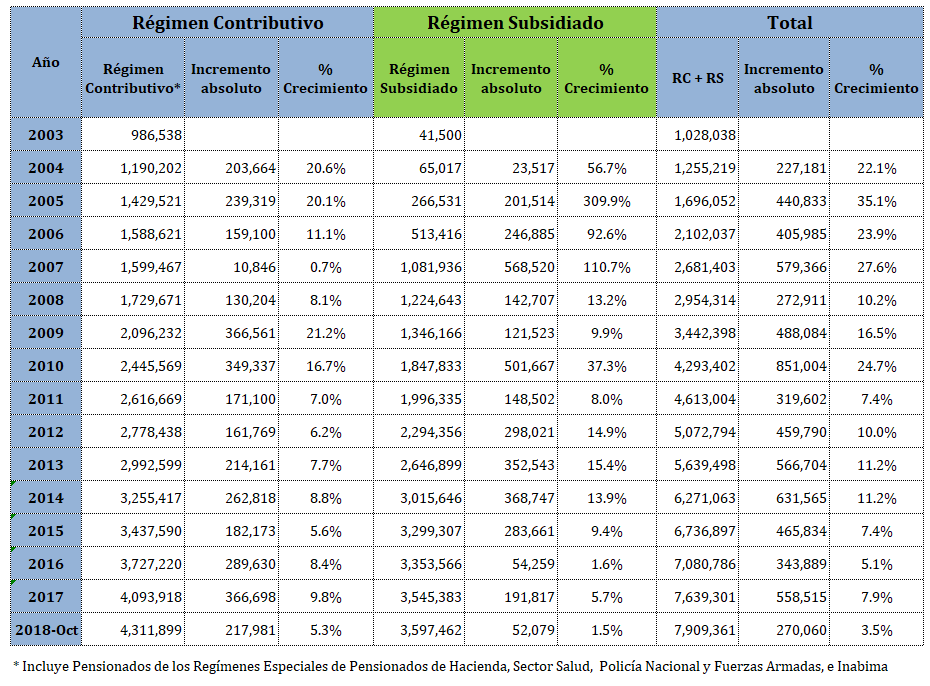 Régimen Contributivo Régimen Subsidiado Total
Año Régimen Contributivo* Incremento absoluto % Crecimiento Régimen Subsidiado Incremento absoluto % Crecimiento RC + RS Incremento absoluto % Crecimiento
2003 986,538 41,500 1,028,038
2004 1,190,202 203,664 20.6% 65,017 23,517 56.7% 1,255,219 227,181 22.1%
2005 1,429,521 239,319 20.1% 266,531 201,514 309.9% 1,696,052 440,833 35.1%
2006 1,588,621 159,100 11.1% 513,416 246,885 92.6% 2,102,037 405,985 23.9%
2007 1,599,467 10,846 0.7% 1,081,936 568,520 110.7% 2,681,403 579,366 27.6%
2008 1,729,671 130,204 8.1% 1,224,643 142,707 13.2% 2,954,314 272,911 10.2%
2009 2,096,232 366,561 21.2% 1,346,166 121,523 9.9% 3,442,398 488,084 16.5%
2010 2,445,569 349,337 16.7% 1,847,833 501,667 37.3% 4,293,402 851,004 24.7%
2011 2,616,669 171,100 7.0% 1,996,335 148,502 8.0% 4,613,004 319,602 7.4%
2012 2,778,438 161,769 6.2% 2,294,356 298,021 14.9% 5,072,794 459,790 10.0%
2013 2,992,599 214,161 7.7% 2,646,899 352,543 15.4% 5,639,498 566,704 11.2%
2014 3,255,417 262,818 8.8% 3,015,646 368,747 13.9% 6,271,063 631,565 11.2%
2015 3,437,590 182,173 5.6% 3,299,307 283,661 9.4% 6,736,897 465,834 7.4%
2016 3,727,220 289,630 8.4% 3,353,566 54,259 1.6% 7,080,786 343,889 5.1%
2017 4,093,918 366,698 9.8% 3,545,383 191,817 5.7% 7,639,301 558,515 7.9%
2018-Oct 4,311,899 217,981 5.3% 3,597,462 52,079 1.5% 7,909,361 270,060 3.5%
* Incluye Pensionados de los Regímenes Especiales de Pensionados de Hacienda, Sector Salud, Policía Nacional y Fuerzas Armadas, e Inabima